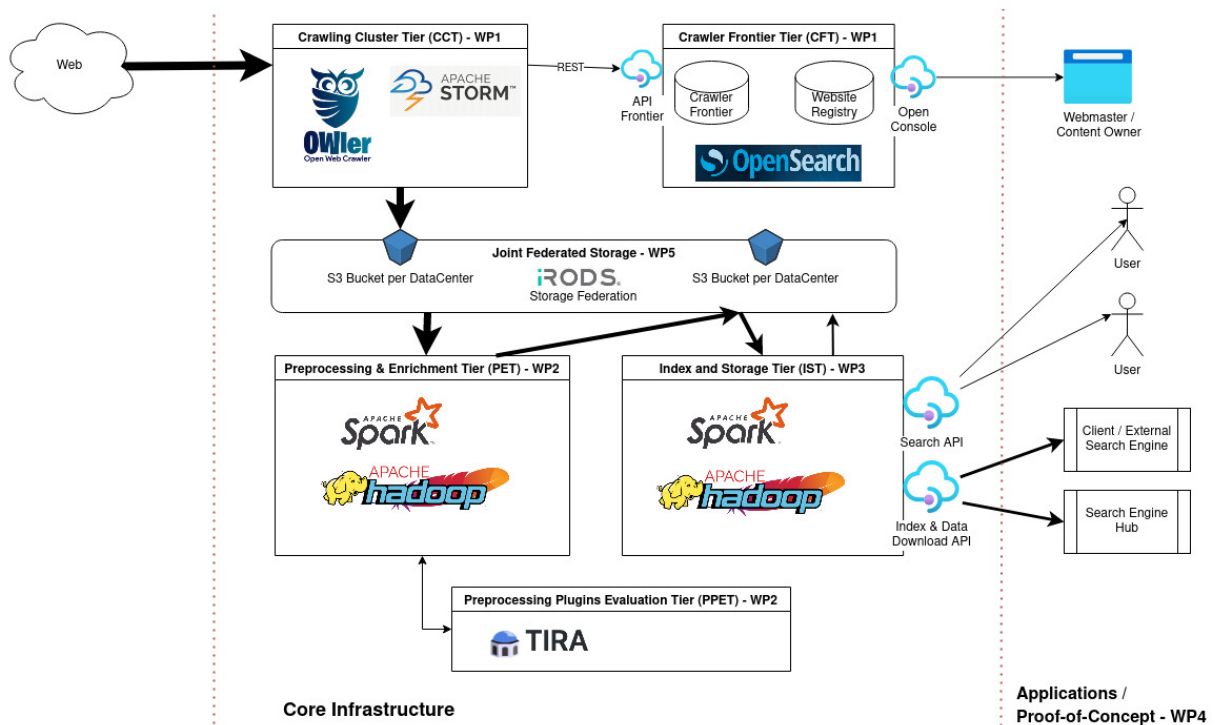 Web
Crawling Cluster Tier (CCT) - WP1
OWler
Open Web Crawler
APACHE
STORM™
REST
API
Frontier
Crawler Frontier Tier (CFT) - WP1
Crawler
Frontier
Website
Registry
OpenSearch
Open
Console
Webmaster /
Content Owner
Joint Federated Storage - WP5
S3 Bucket per DataCenter
iRODS.
Storage Federation
S3 Bucket per DataCenter
User
User
Preprocessing & Enrichment Tier (PET) - WP2
APACHE
Spark™
APACHE
hadoop
Index and Storage Tier (IST) - WP3
APACHE
Spark™
APACHE
hadoop
Search API
Index & Data
Download API
Client / External
Search Engine
Search Engine
Hub
Preprocessing Plugins Evaluation Tier (PPET) - WP2
TIRA
Core Infrastructure
Applications /
Proof-of-Concept - WP4